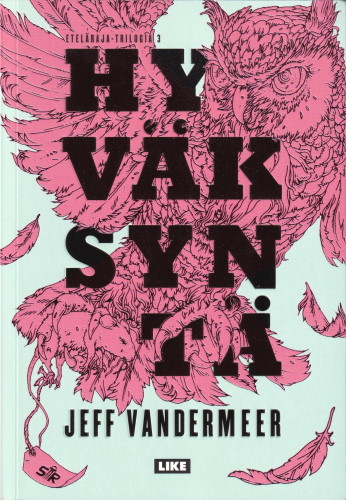 ETELÄRAJA-TRILOGIA 3
HY
VÄK
SYN
TÄ
JEFF VANDERMEER
LIKE
S&R